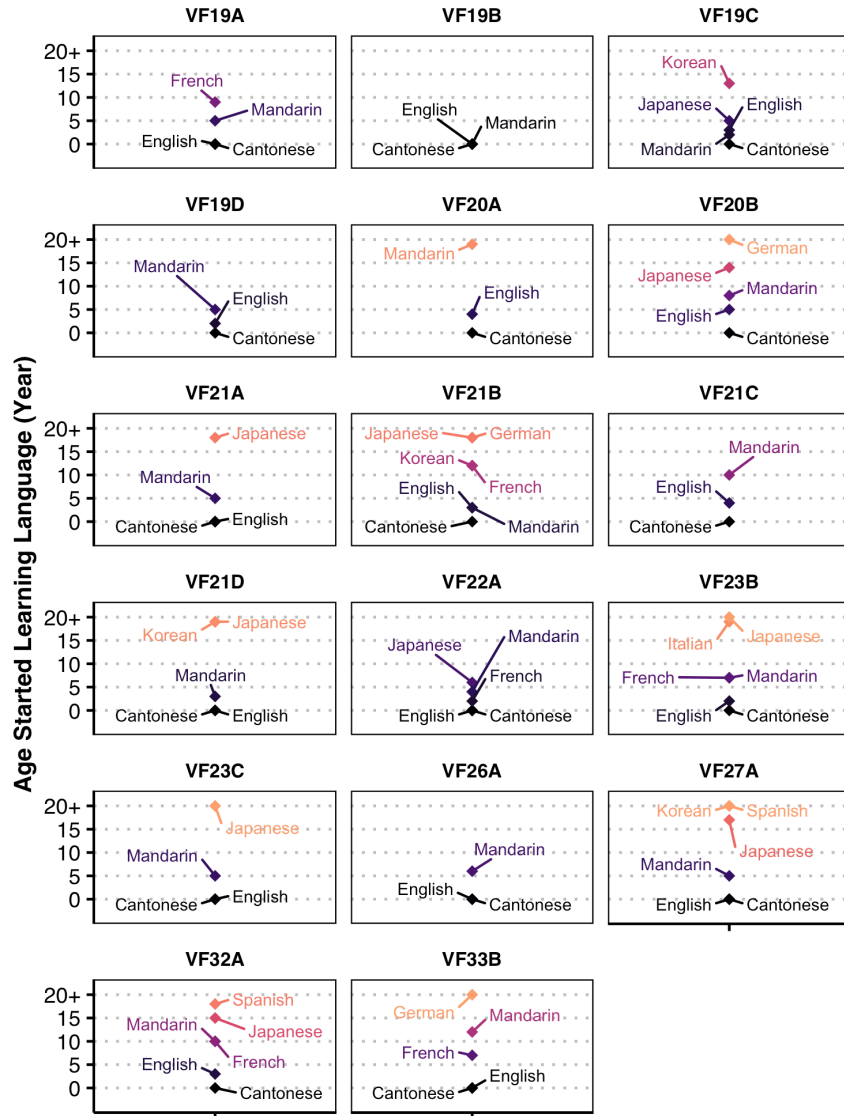 VF19A VF19B VF19C
20+
15
10
5
0
French
Mandarin
English
Cantonese
English
Mandarin
Cantonese
Korean
Japanese
English
Mandarin
Cantonese
VF19D VF20A VF20B
20+
15
10
5
0
Mandarin
English
Cantonese
Mandarin
English
Cantonese
German
Japanese
Mandarin
English
Cantonese
Age Started Learning Language (Year)
VF21A VF21B VF21C
20+
15
10
5
0
Japanese
Mandarin
English
Cantonese
Japanese
German
Korean
French
English
Mandarin
Cantonese
Mandarin
English
Cantonese
VF21D VF22A VF23B
20+
15
10
5
0
Japanese
Korean
Mandarin
Cantonese
English
Mandarin
Japanese
French
English
Cantonese
Japanese
Italian
French
Mandarin
English
Cantonese
VF23C VF26A VF27A
20+
15
10
5
0
Japanese
Mandarin
English
Cantonese
Mandarin
English
Cantonese
Korean
Spanish
Japanese
Mandarin
English
Cantonese
VF32A VF33B
20+
15
10
5
0
Spanish
Mandarin
Japanese
French
English
Cantonese
German
Mandarin
French
English
Cantonese